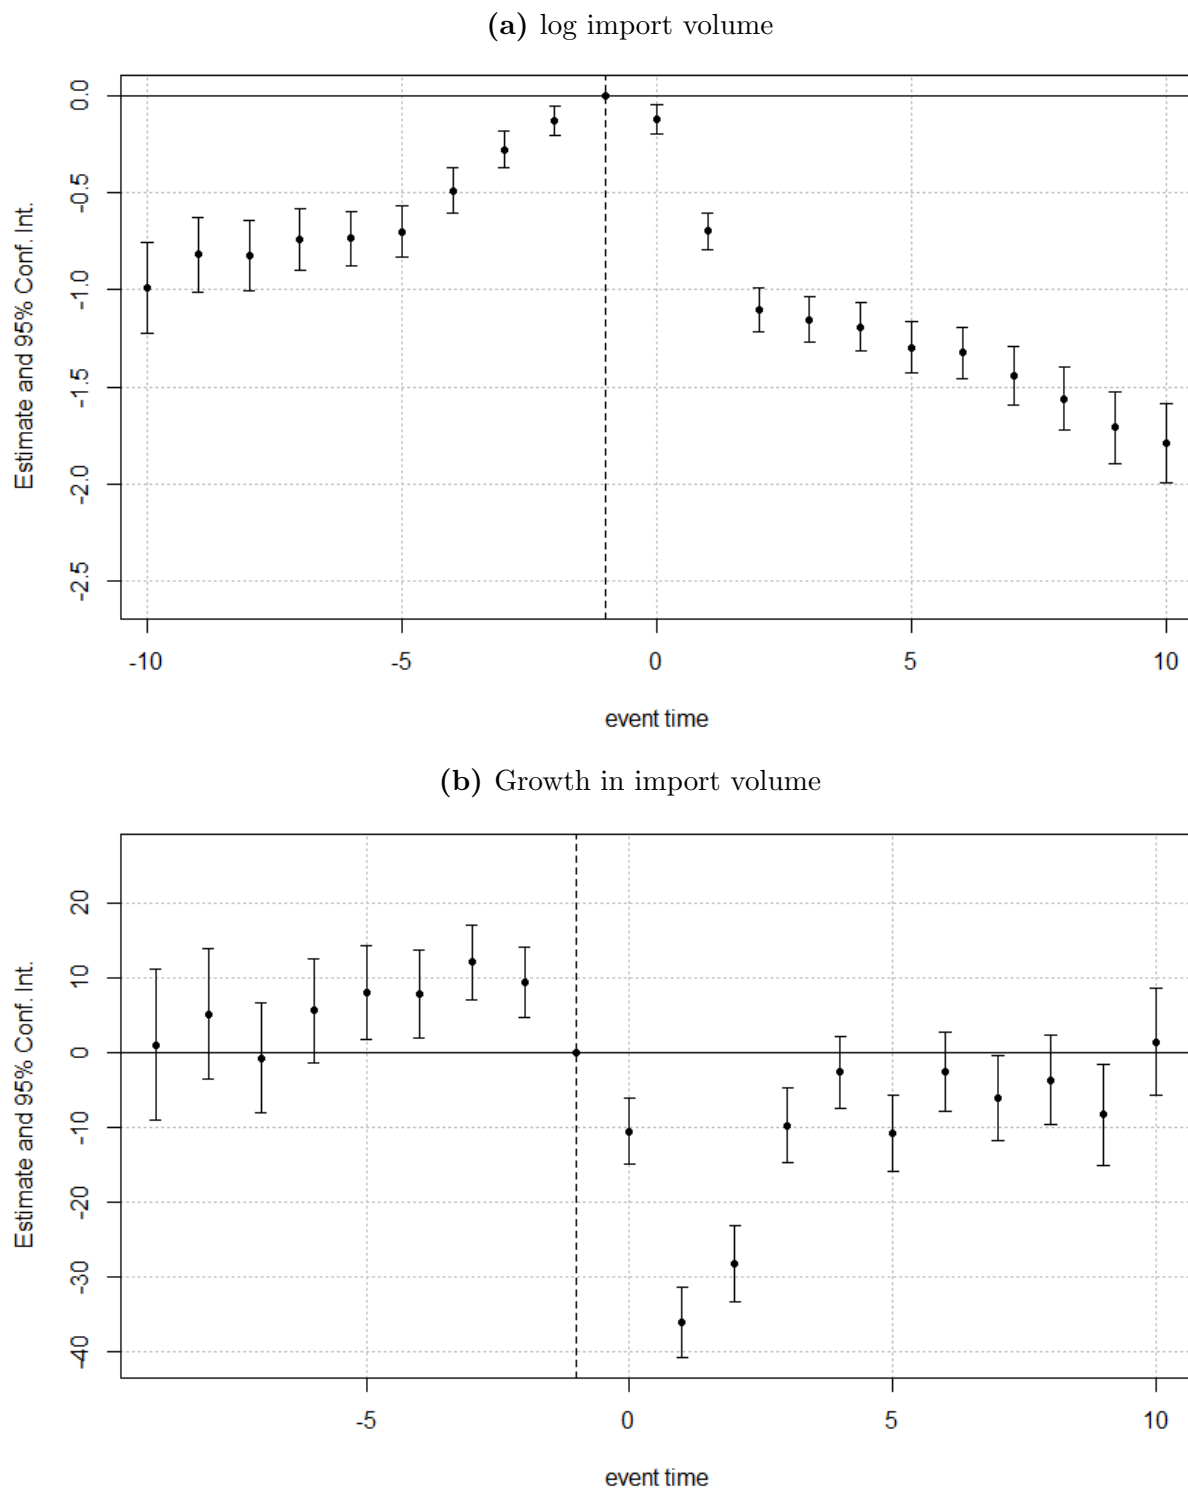 (a) log import volume
Estimate and 95% Conf. Int.
0.0
-0.5
-1.0
-1.5
-2.0
-2.5
-10 -5 0 5 10
event time
(b) Growth in import volume
Estimate and 95% Conf. Int.
20
10
0
-10
-20
-30
-40
-5 0 5 10
event time